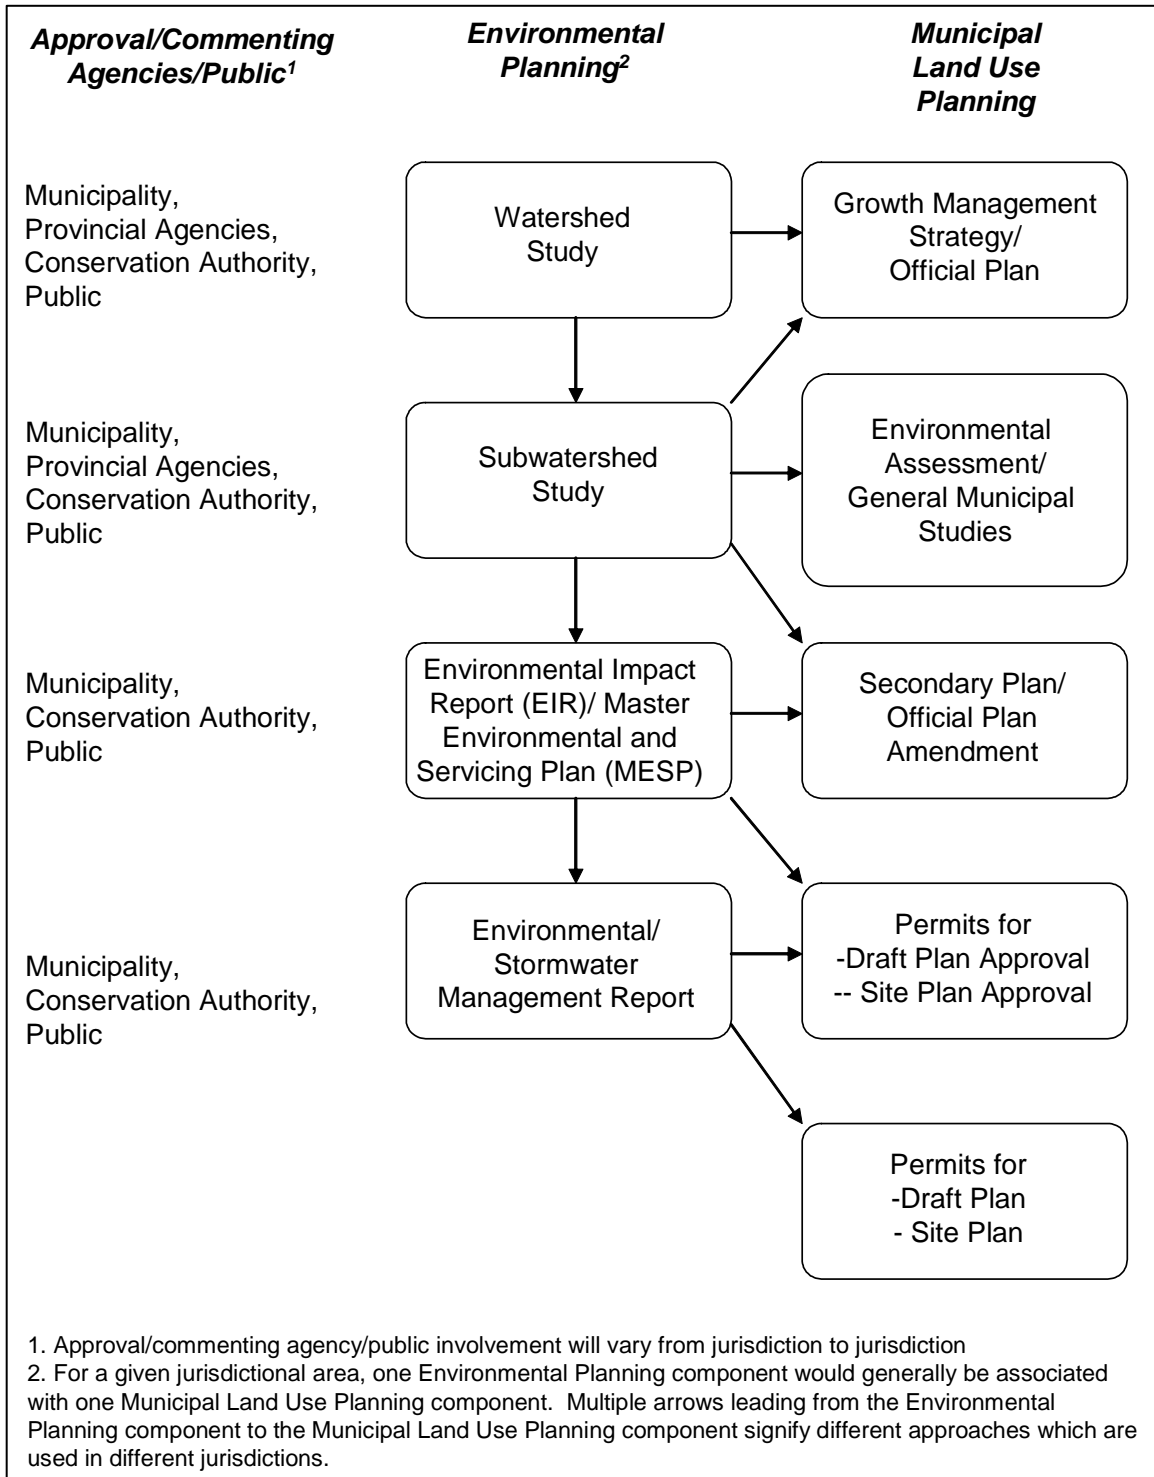 Approval/Commenting
Agencies/Public1
Environmental
Planning2
Municipal
Land Use
Planning
Municipality,
Provincial Agencies,
Conservation Authority,
Public
Watershed
Study
Growth Management
Strategy/
Official Plan
Municipality,
Provincial Agencies,
Conservation Authority,
Public
Subwatershed
Study
Environmental
Assessment/
General Municipal
Studies
Municipality,
Conservation Authority,
Public
Environmental Impact
Report (EIR)/ Master
Environmental and
Servicing Plan (MESP)
Secondary Plan/
Official Plan
Amendment
Municipality,
Conservation Authority,
Public
Environmental/
Stormwater
Management Report
Permits for
-Draft Plan Approval
-- Site Plan Approval
Permits for
-Draft Plan
- Site Plan
1. Approval/commenting agency/public involvement will vary from jurisdiction to jurisdiction
2. For a given jurisdictional area, one Environmental Planning component would generally be associated
with one Municipal Land Use Planning component.  Multiple arrows leading from the Environmental
Planning component to the Municipal Land Use Planning component signify different approaches which are
used in different jurisdictions.